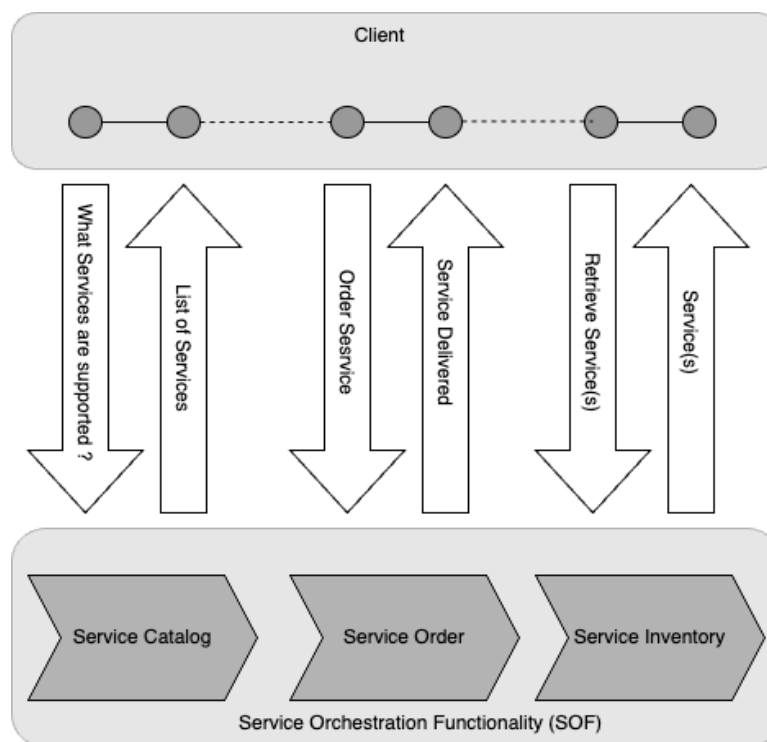 Client
What Services are supported ?
List of Services
Order Sesrvice
Service Delivered
Retrieve Service(s)
Service(s)
Service Catalog
Service Order
Service Inventory
Service Orchestration Functionality (SOF)